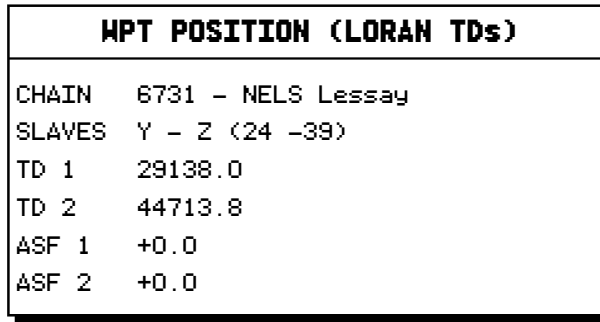 WPT POSITION (LORAN TDs)
CHAIN 6731 – NELS Lessay
SLAVES Y – Z (24 –39)
TD 1 29138.0
TD 2 44713.8
ASF 1 +0.0
ASF 2 +0.0